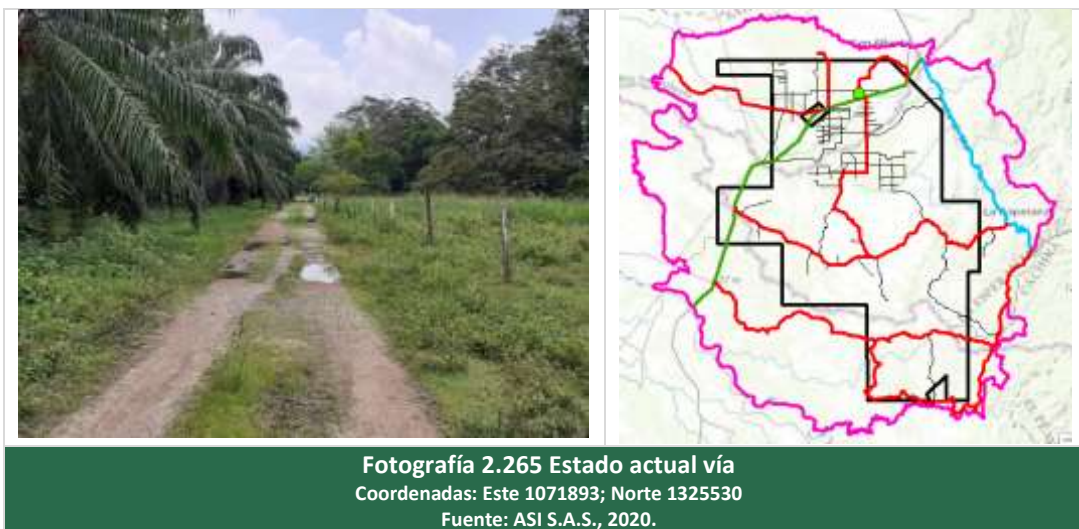 Fotografía 2.265 Estado actual vía
Coordenadas: Este 1071893; Norte 1325530
Fuente: ASI S.A.S., 2020.